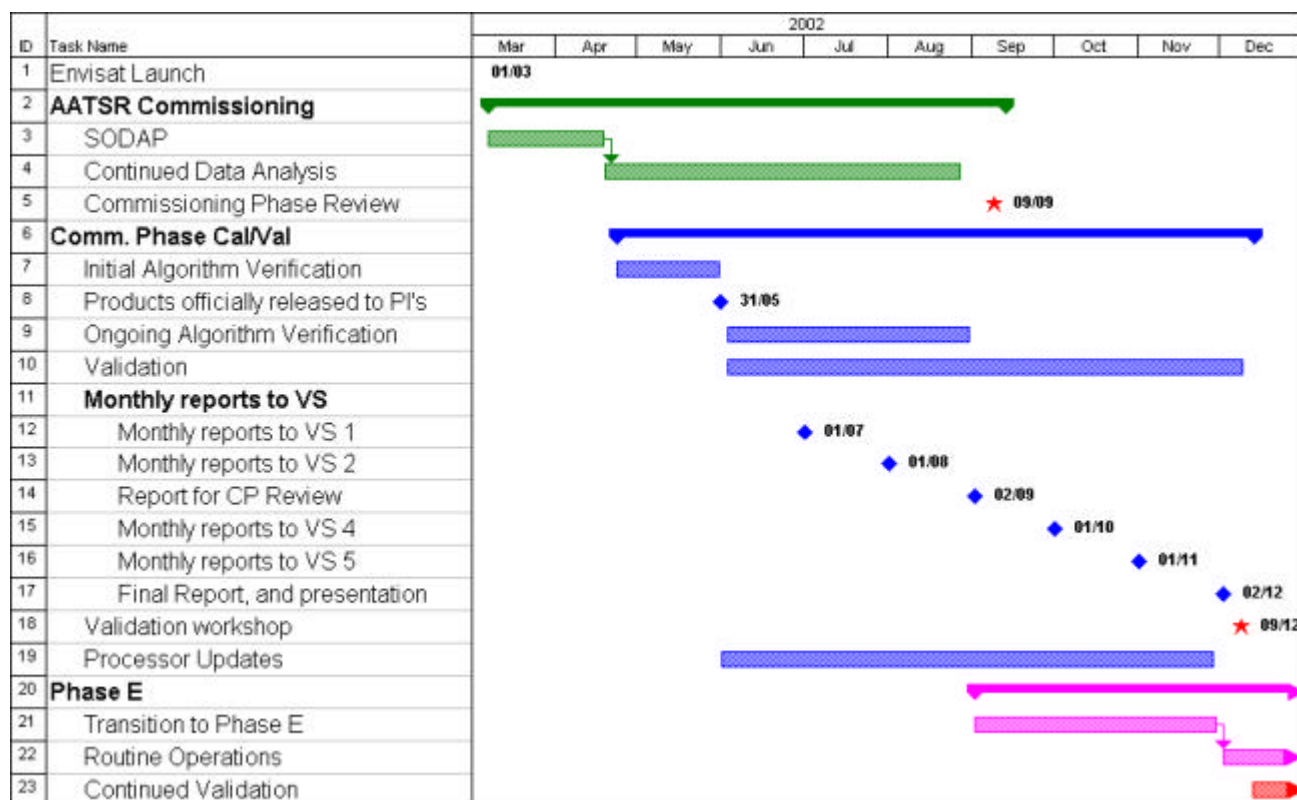 2002
ID Task Name Mar Apr May Jun Jul Aug Sep Oct Nov Dec
1 Envisat Launch 01/03
2 AATSR Commissioning
3 SODAP
4 Continued Data Analysis
5 Commissioning Phase Review 09/09
6 Comm. Phase Cal/Val
7 Initial Algorithm Verification
8 Products officially released to PI's 31/05
9 Ongoing Algorithm Verification
10 Validation
11 Monthly reports to VS
12 Monthly reports to VS 1 01/07
13 Monthly reports to VS 2 01/08
14 Report for CP Review 02/09
15 Monthly reports to VS 4 01/10
16 Monthly reports to VS 5 01/11
17 Final Report, and presentation 02/12
18 Validation workshop 09/12
19 Processor Updates
20 Phase E
21 Transition to Phase E
22 Routine Operations
23 Continued Validation